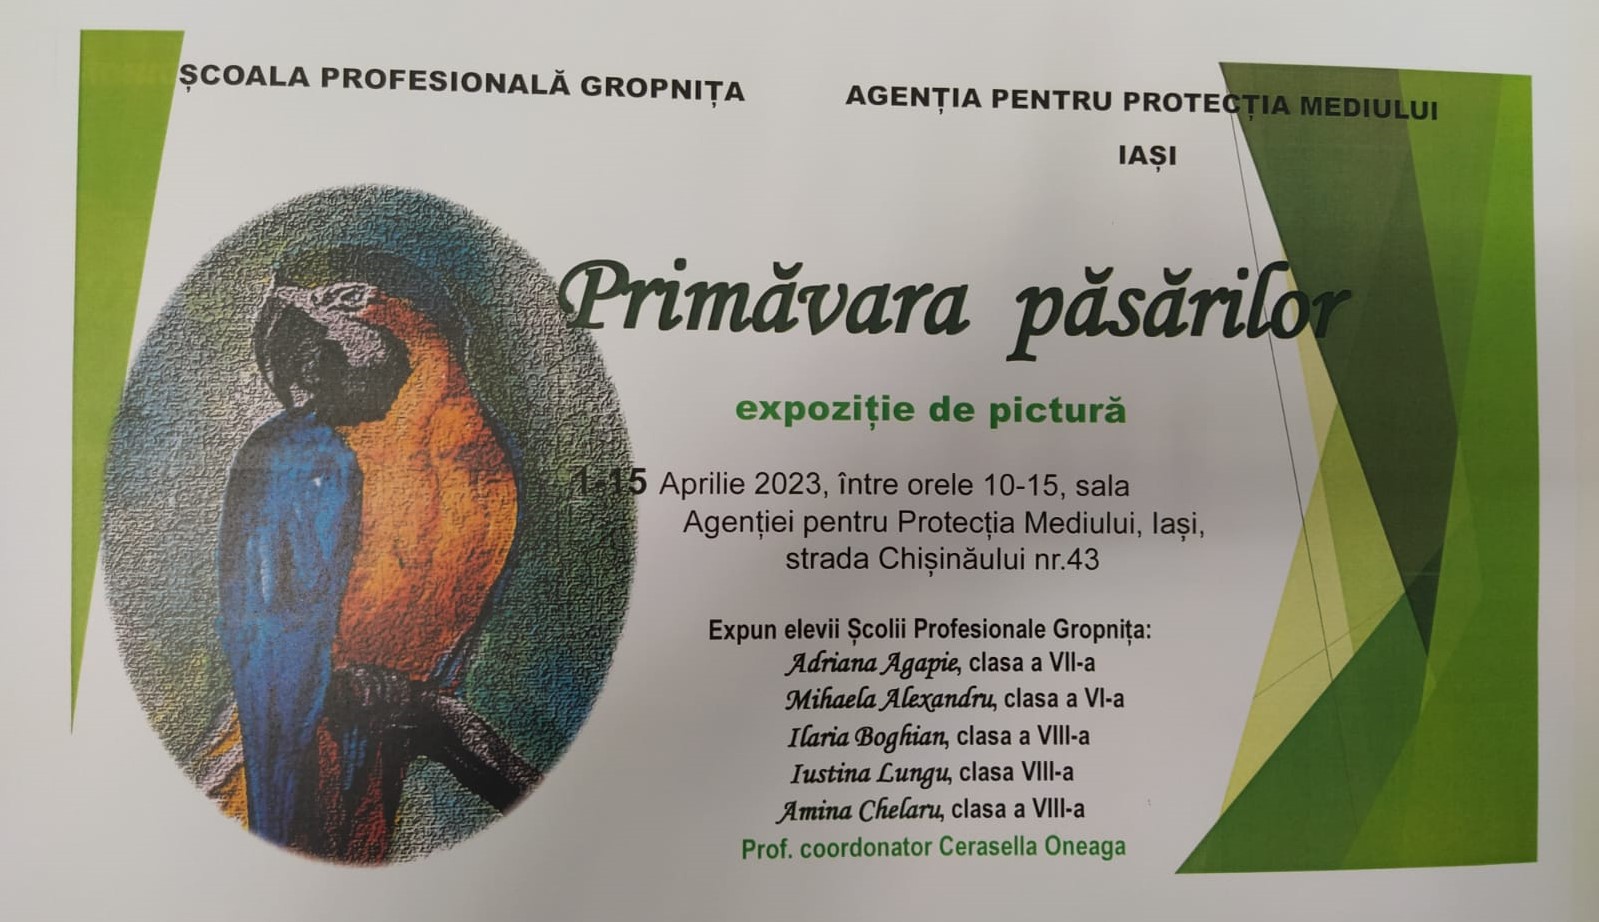 ȘCOALA PROFESIONALĂ GROPNIȚA
AGENȚIA PENTRU PROTECȚIA MEDIULUI
IAȘI
Primăvara păsărilor
expoziție de pictură
1-15 Aprilie 2023, între orele 10-15, sala
Agenției pentru Protecția Mediului, Iași,
strada Chișinăului nr.43
Expun elevii Școlii Profesionale Gropnița:
Adriana Agapie, clasa a VII-a
Mihaela Alexandru, clasa a VI-a
Ilaria Boghian, clasa a VIII-a
Iustina Lungu, clasa a VIII-a
Amina Chelaru, clasa a VIII-a
Prof. coordonator Cerasella Oneaga